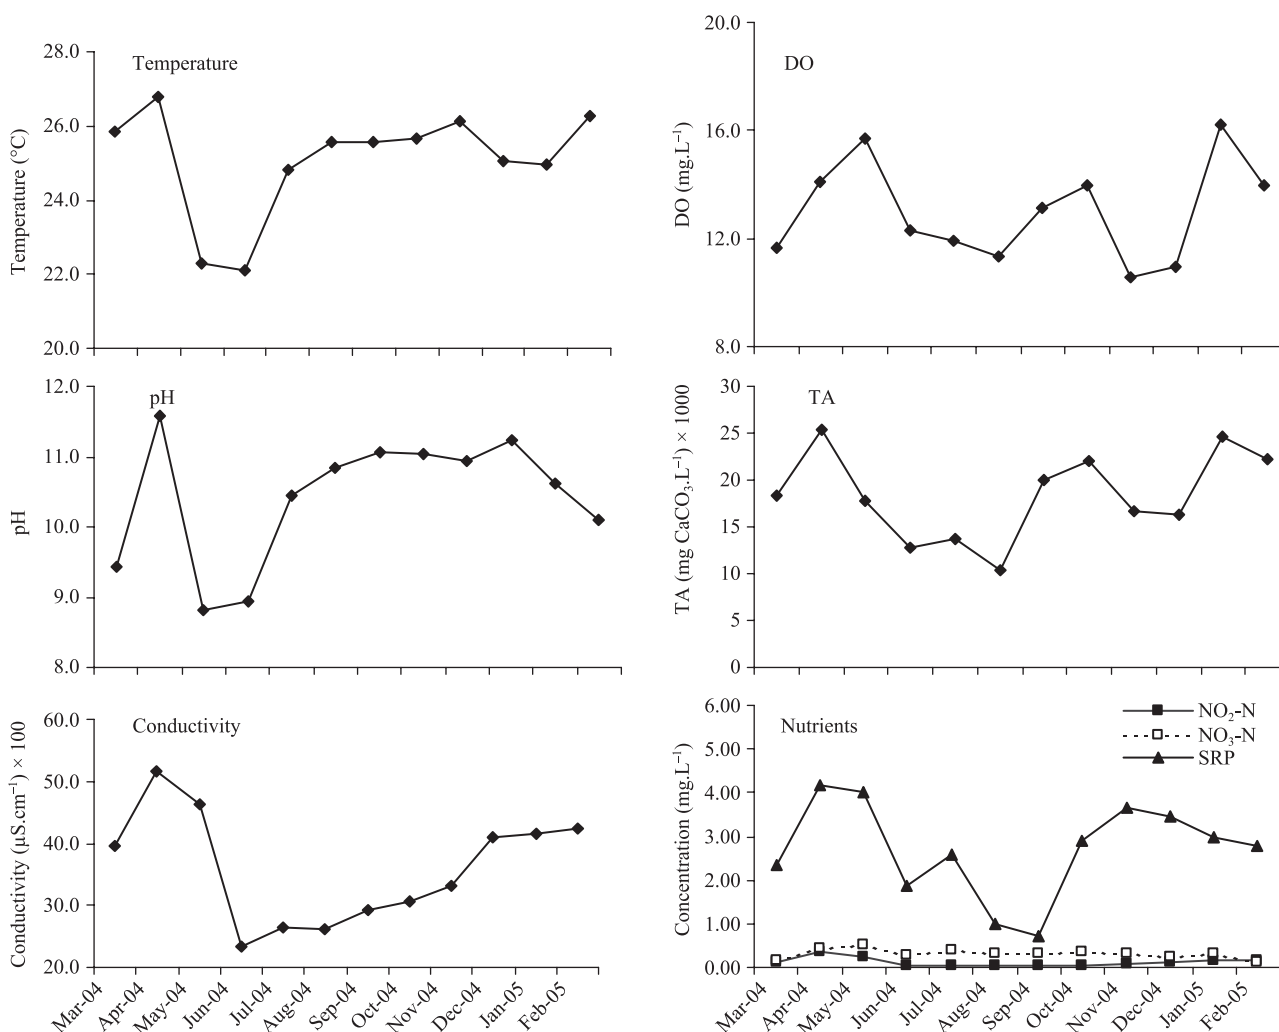 Temperature
Temperature (°C)
28.0
26.0
24.0
22.0
20.0
DO
DO (mg.L⁻¹)
20.0
16.0
12.0
8.0
pH
pH
12.0
11.0
10.0
9.0
8.0
TA
TA (mg CaCO₃.L⁻¹) × 1000
30
25
20
15
10
5
0
Conductivity
Conductivity (μS.cm⁻¹) × 100
60.0
50.0
40.0
30.0
20.0
Mar-04
Apr-04
May-04
Jun-04
Jul-04
Aug-04
Sep-04
Oct-04
Nov-04
Dec-04
Jan-05
Feb-05
Nutrients
NO₂-N
NO₃-N
SRP
Concentration (mg.L⁻¹)
6.00
5.00
4.00
3.00
2.00
1.00
0.00
Mar-04
Apr-04
May-04
Jun-04
Jul-04
Aug-04
Sep-04
Oct-04
Nov-04
Dec-04
Jan-05
Feb-05